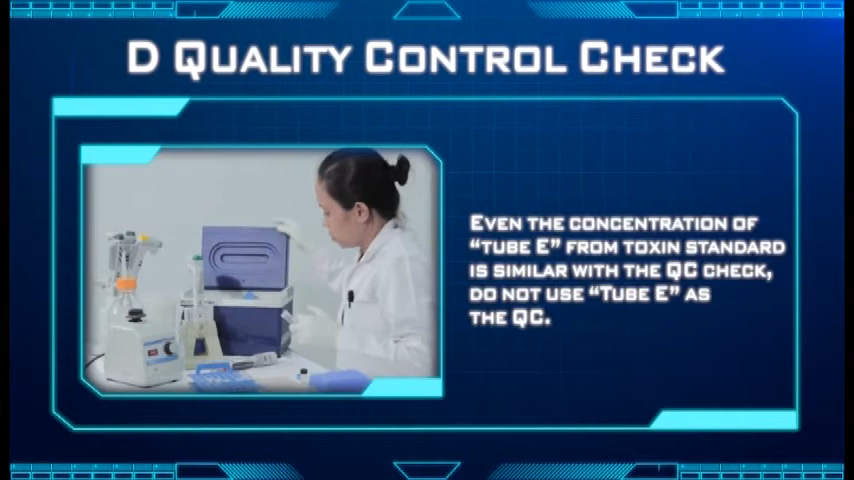 D QUALITY CONTROL CHECK
EVEN THE CONCENTRATION OF
“TUBE E” FROM TOXIN STANDARD
IS SIMILAR WITH THE QC CHECK,
DO NOT USE “TUBE E” AS
THE QC.